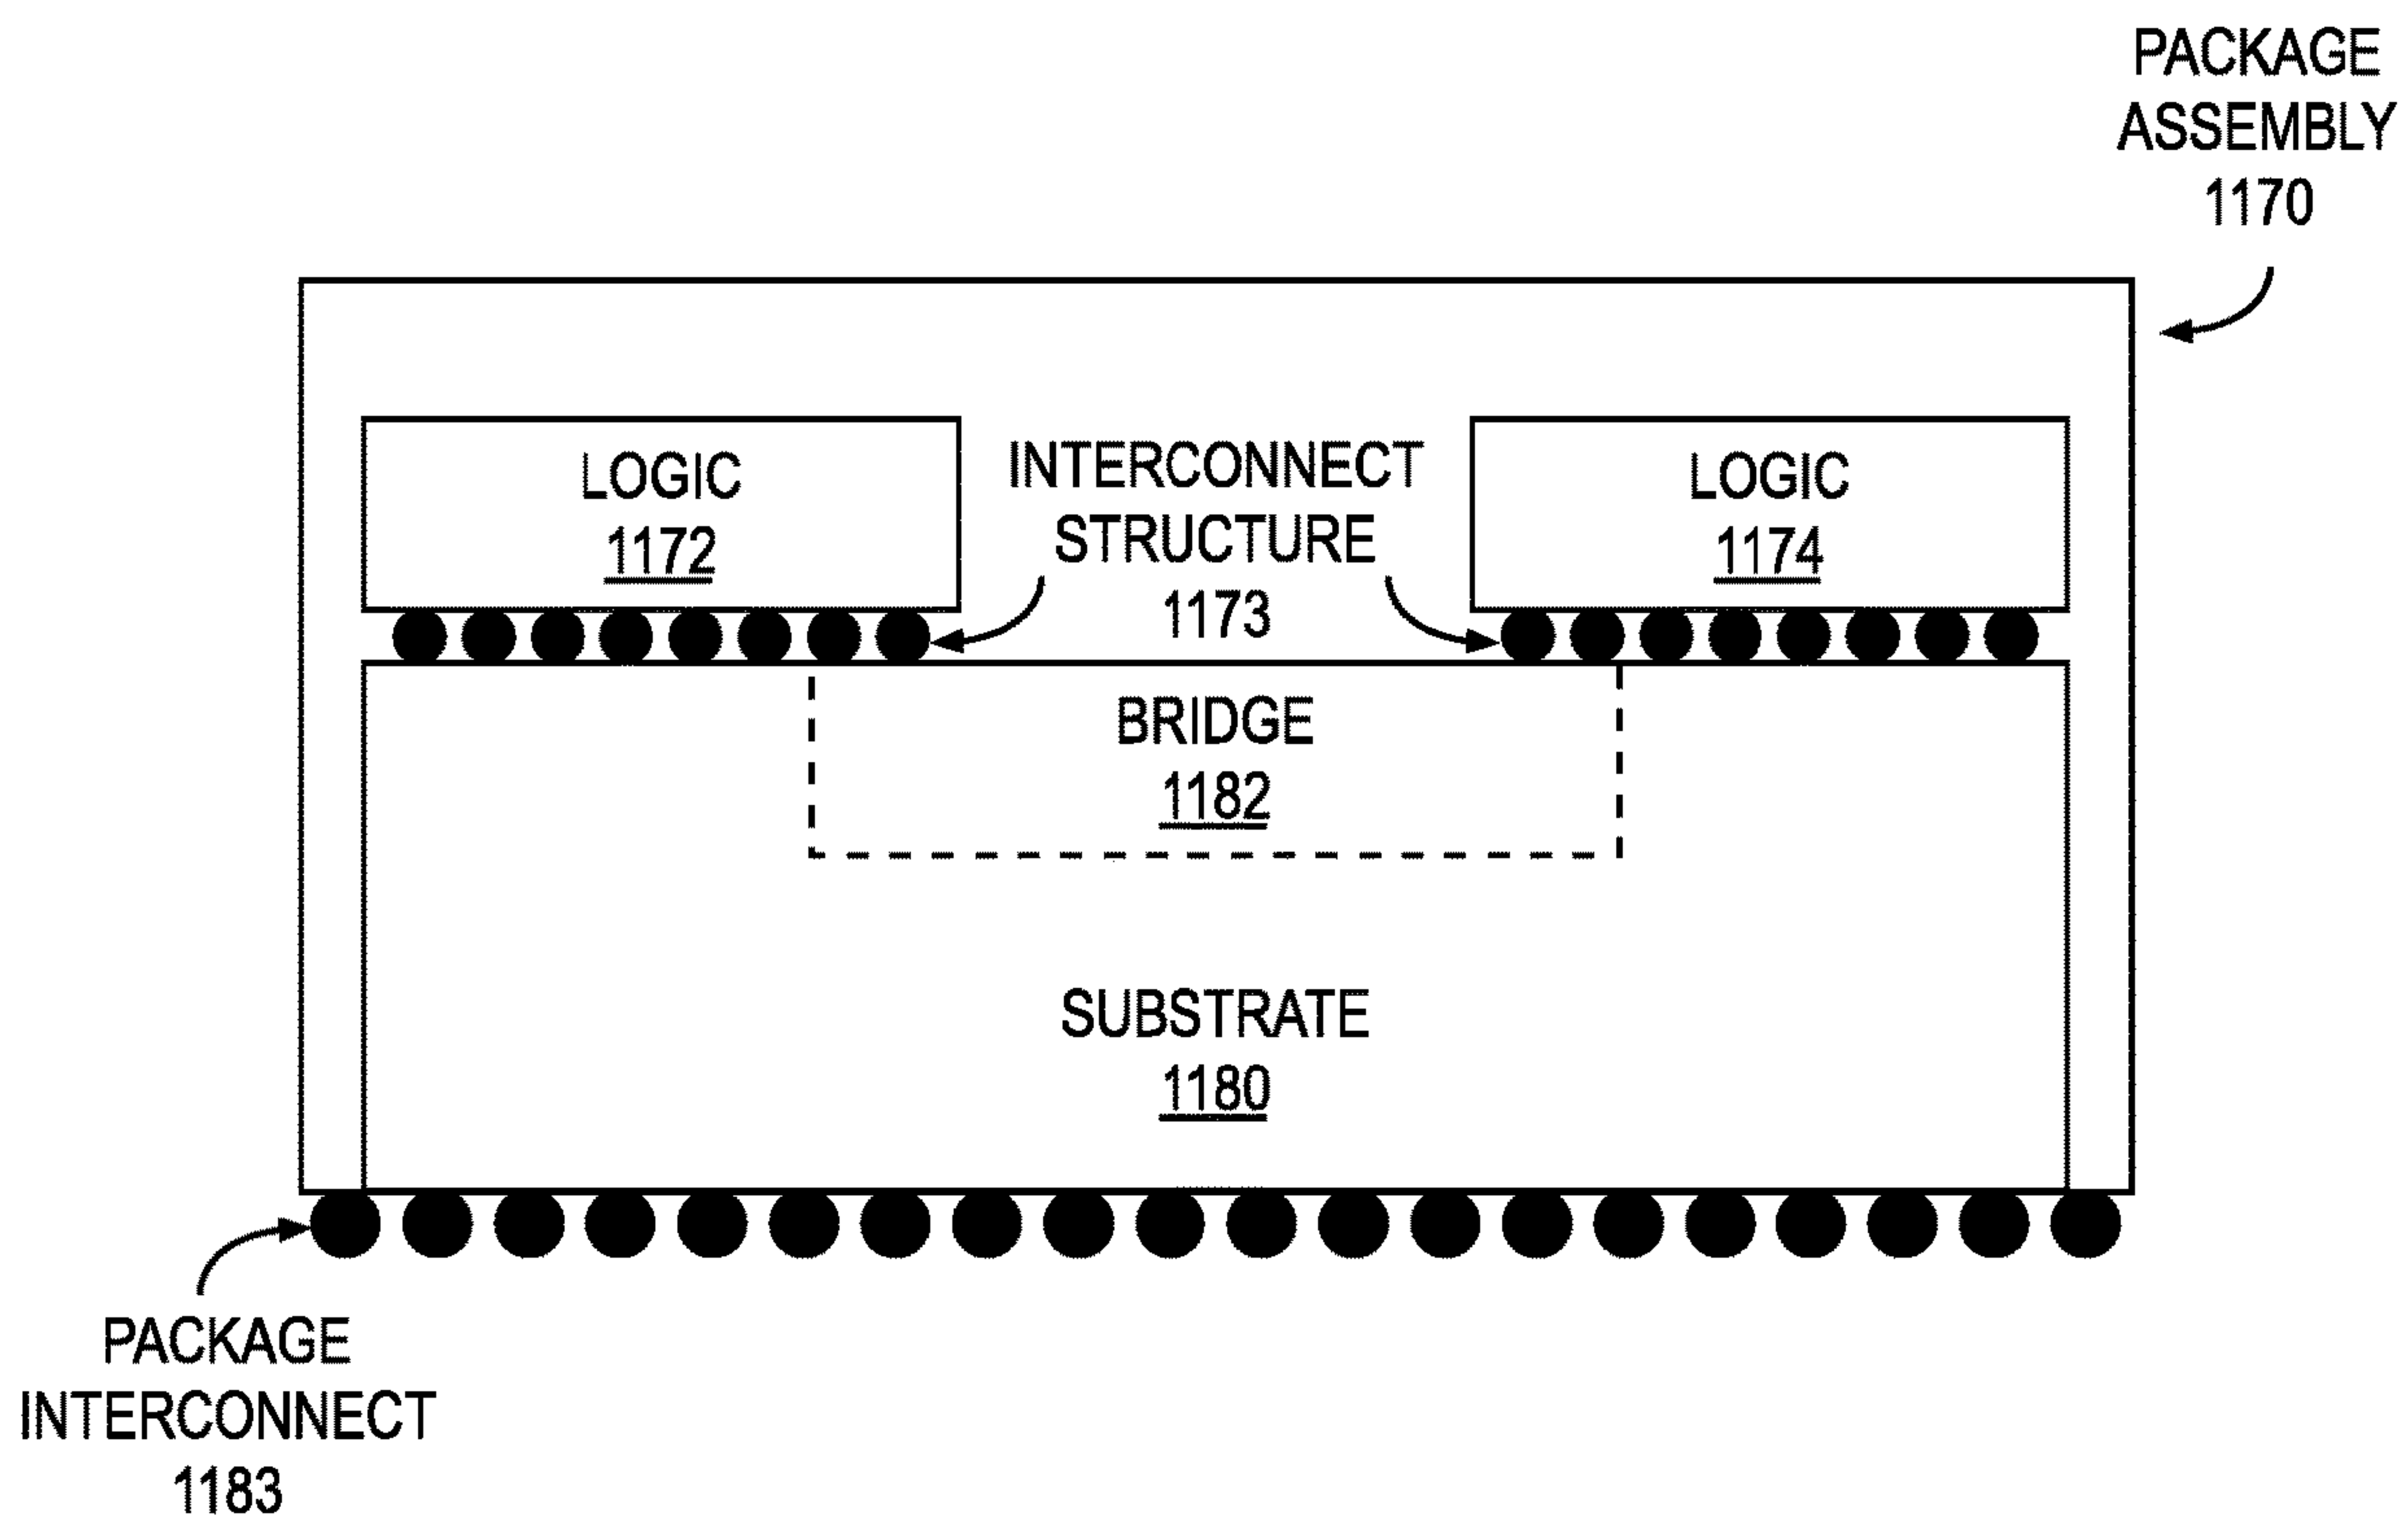 PACKAGE
ASSEMBLY
1170
LOGIC
1172
INTERCONNECT
STRUCTURE
1173
LOGIC
1174
BRIDGE
1182
SUBSTRATE
1180
PACKAGE
INTERCONNECT
1183